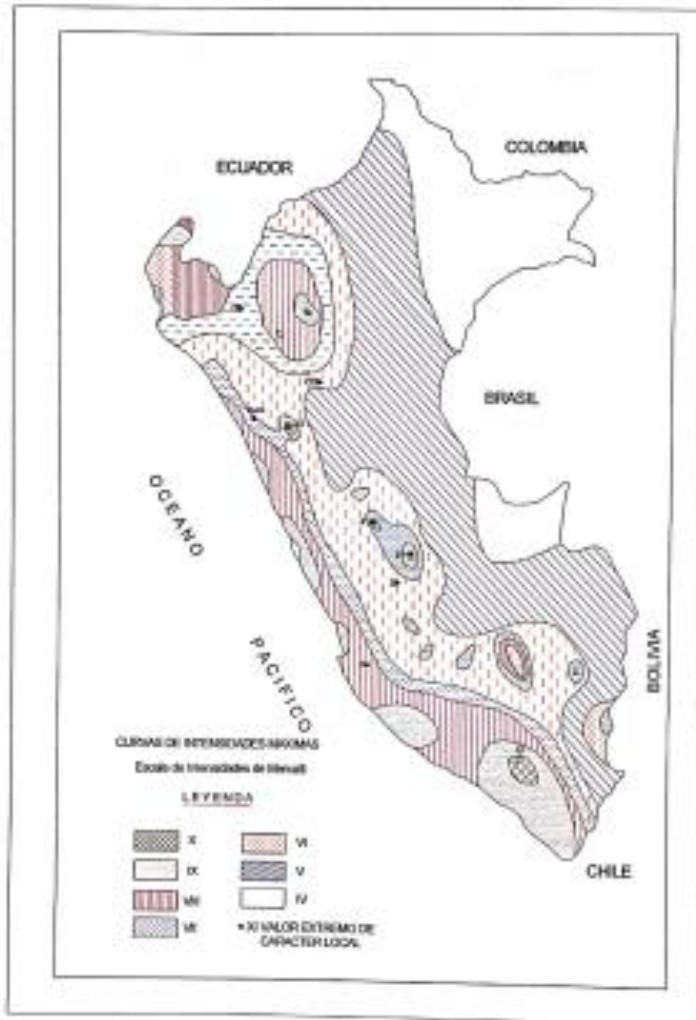 COLOMBIA
ECUADOR
BRASIL
OCEANO
PACIFICO
BOLIVIA
CURVAS DE INTENSIDADES MAXIMAS
Escala de Intensidades de Mercalli
LEYENDA
X
IX
VIII
VII
VI
V
IV
XI VALOR EXTREMO DE
CARACTER LOCAL
CHILE